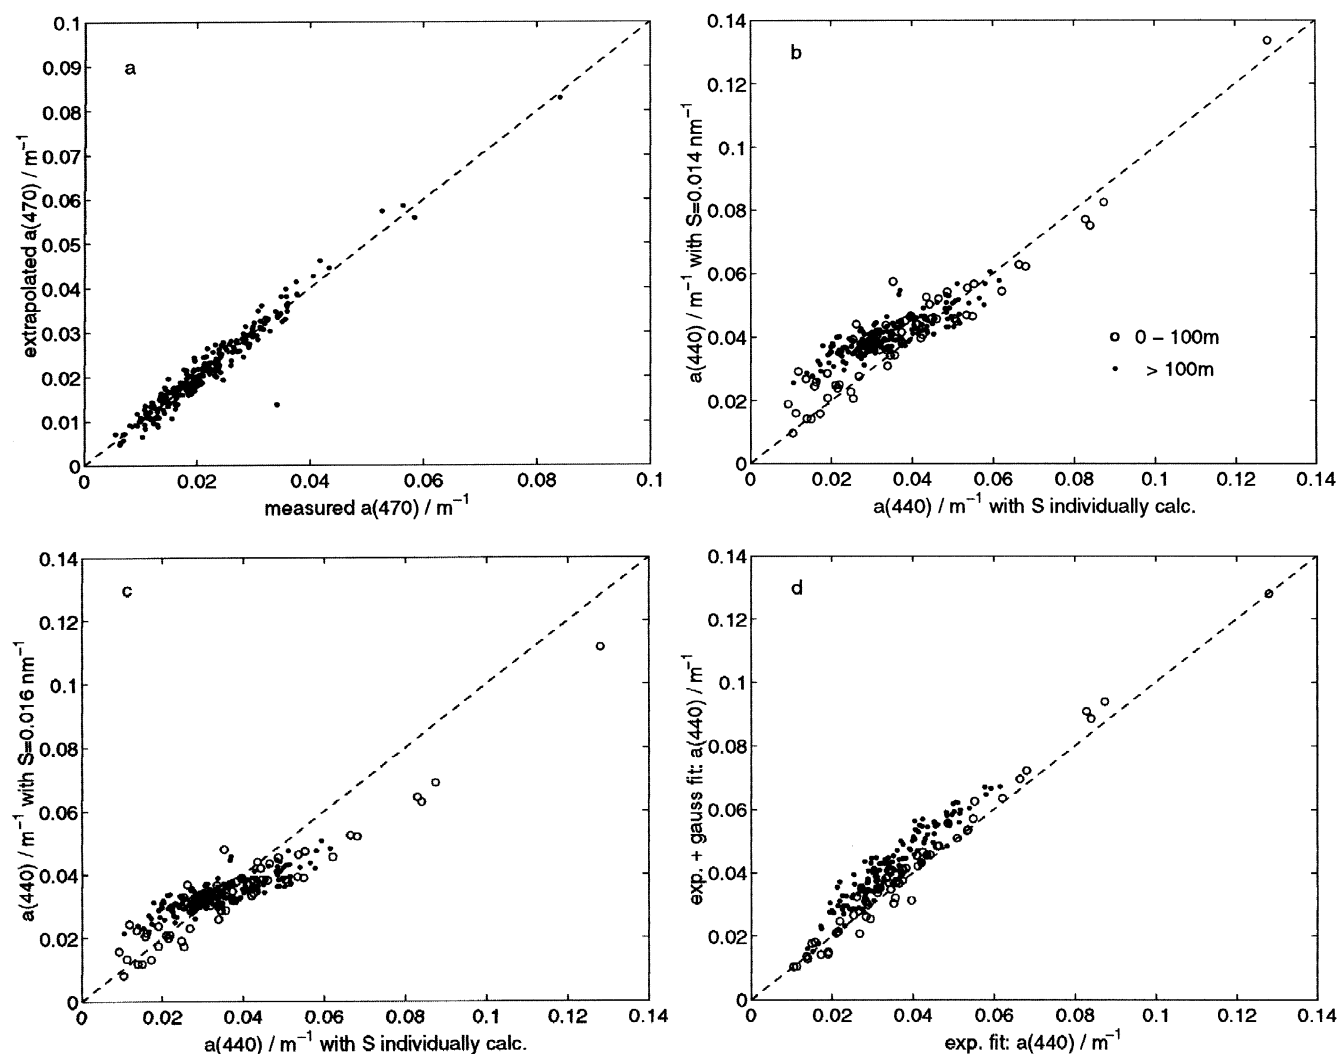 a
0.1
0.09
0.08
0.07
0.06
0.05
0.04
0.03
0.02
0.01
0
0 0.02 0.04 0.06 0.08 0.1
extrapolated a(470) / m⁻¹
measured a(470) / m⁻¹
b
0.14
0.12
0.1
0.08
0.06
0.04
0.02
0
0 0.02 0.04 0.06 0.08 0.1 0.12 0.14
a(440) / m⁻¹ with S=0.014 nm⁻¹
a(440) / m⁻¹ with S individually calc.
0 – 100m
> 100m
c
0.14
0.12
0.1
0.08
0.06
0.04
0.02
0
0 0.02 0.04 0.06 0.08 0.1 0.12 0.14
a(440) / m⁻¹ with S=0.016 nm⁻¹
a(440) / m⁻¹ with S individually calc.
d
0.14
0.12
0.1
0.08
0.06
0.04
0.02
0
0 0.02 0.04 0.06 0.08 0.1 0.12 0.14
exp. + gauss fit: a(440) / m⁻¹
exp. fit: a(440) / m⁻¹